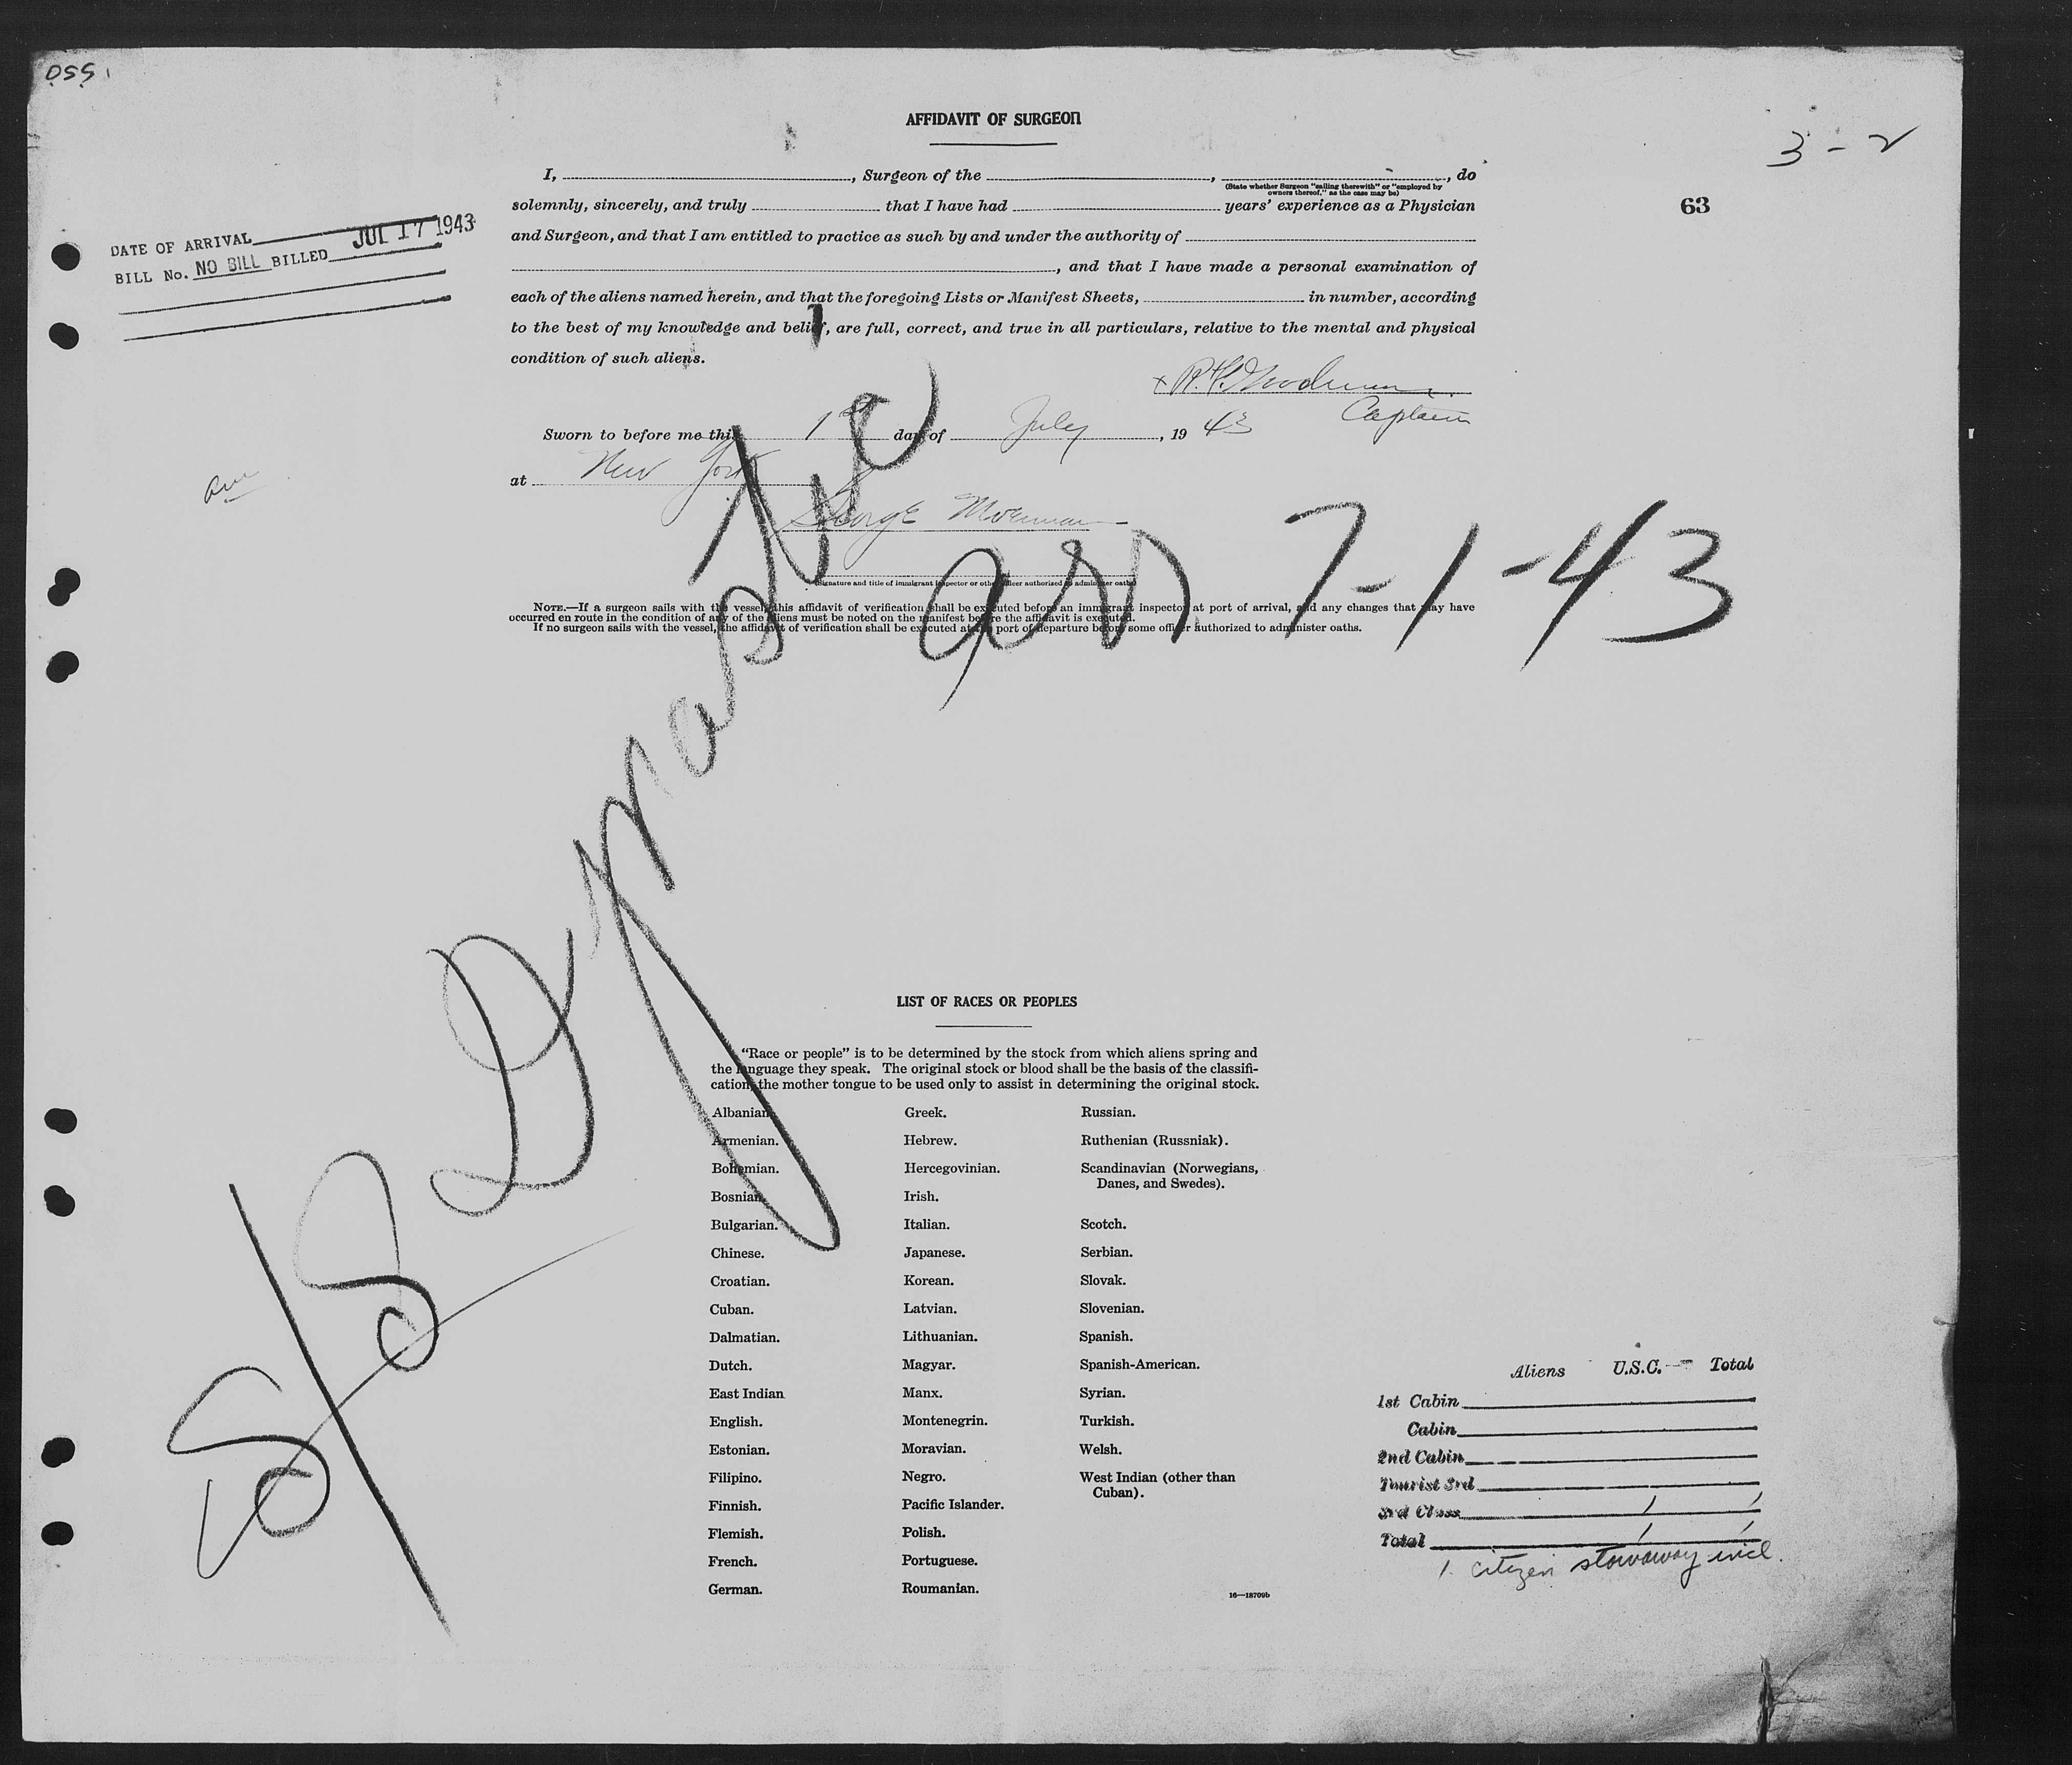 DSS
AFFIDAVIT OF SURGEON
3 - 2
I, , Surgeon of the , , do
(State whether Surgeon "sailing therewith" or "employed by
owners thereof," as the case may be)
solemnly, sincerely, and truly that I have had years' experience as a Physician
63
and Surgeon, and that I am entitled to practice as such by and under the authority of
DATE OF ARRIVAL JUL 17 1943
BILL No. NO BILL BILLED
, and that I have made a personal examination of
each of the aliens named herein, and that the foregoing Lists or Manifest Sheets, in number, according
to the best of my knowledge and belief, are full, correct, and true in all particulars, relative to the mental and physical
condition of such aliens.
Captain
Sworn to before me this 1st day of July, 19 43
at New York
George
(Signature and title of immigrant inspector or other officer authorized to administer oaths)
arr 7-1-43
NOTE.—If a surgeon sails with the vessel, this affidavit of verification shall be executed before an immigrant inspector at port of arrival, and any changes that may have
occurred en route in the condition of any of the aliens must be noted on the manifest before the affidavit is executed.
If no surgeon sails with the vessel, the affidavit of verification shall be executed at the port of departure before some officer authorized to administer oaths.
S/S Dynastic
LIST OF RACES OR PEOPLES
"Race or people" is to be determined by the stock from which aliens spring and
the language they speak. The original stock or blood shall be the basis of the classifi-
cation, the mother tongue to be used only to assist in determining the original stock.
Albanian. Greek. Russian.
Armenian. Hebrew. Ruthenian (Russniak).
Bohemian. Hercegovinian. Scandinavian (Norwegians,
Danes, and Swedes).
Bosnian. Irish.
Bulgarian. Italian. Scotch.
Chinese. Japanese. Serbian.
Croatian. Korean. Slovak.
Cuban. Latvian. Slovenian.
Dalmatian. Lithuanian. Spanish.
Dutch. Magyar. Spanish-American.
East Indian Manx. Syrian.
English. Montenegrin. Turkish.
Estonian. Moravian. Welsh.
Filipino. Negro. West Indian (other than
Cuban).
Finnish. Pacific Islander.
Flemish. Polish.
French. Portuguese.
German. Roumanian.
16—18709b
Aliens U.S.C. Total
1st Cabin
Cabin
2nd Cabin
Tourist 3rd
3rd Class 1 1
Total 1 1
1 citizen stowaway incl.